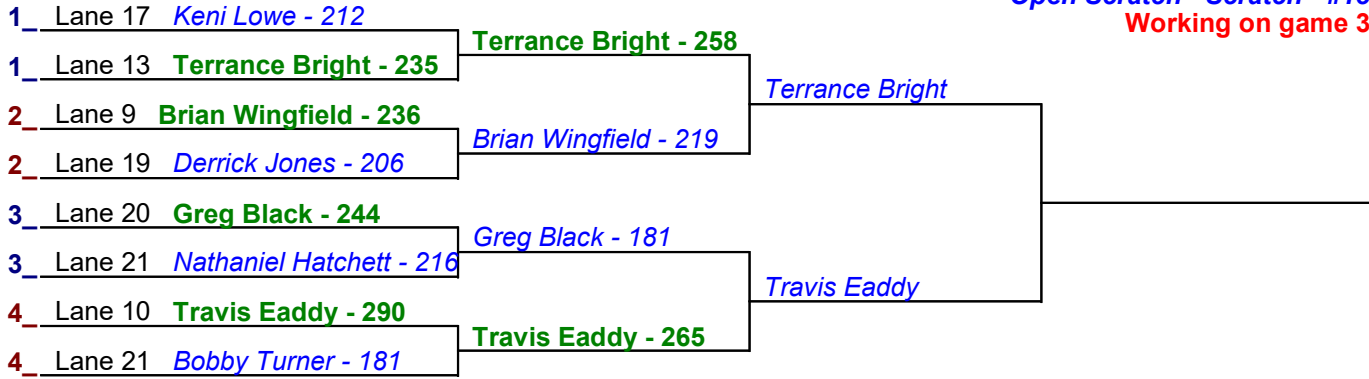 Open Scratch - Scratch - #
Working on game 3
1_ Lane 17 Keni Lowe - 212
Terrance Bright - 258
1_ Lane 13 Terrance Bright - 235
Terrance Bright
2_ Lane 9 Brian Wingfield - 236
Brian Wingfield - 219
2_ Lane 19 Derrick Jones - 206
3_ Lane 20 Greg Black - 244
Greg Black - 181
3_ Lane 21 Nathaniel Hatchett - 216
Travis Eaddy
4_ Lane 10 Travis Eaddy - 290
Travis Eaddy - 265
4_ Lane 21 Bobby Turner - 181